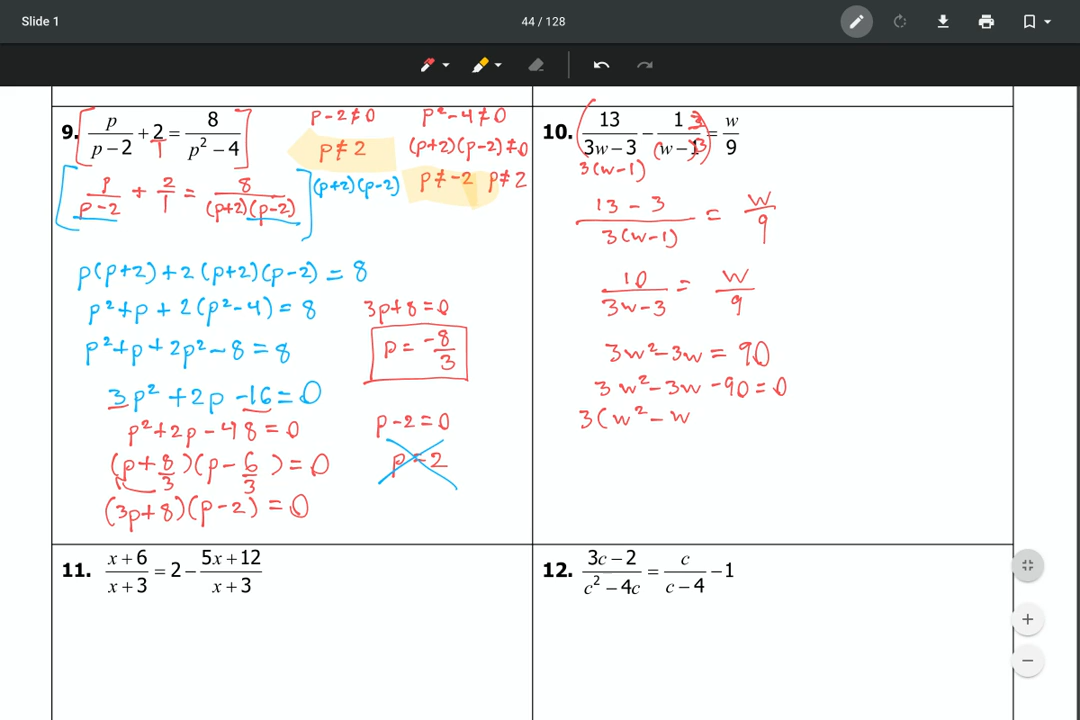 Slide 1
44 / 128
9. [p/(p−2) + 2/1 = 8/(p² − 4)]
p − 2 ≠ 0
p ≠ 2
p² − 4 ≠ 0
(p+2)(p−2) ≠ 0
p ≠ −2 p ≠ 2
[p/(p−2) + 2/1 = 8/((p+2)(p−2))] (p+2)(p−2)
p(p+2) + 2(p+2)(p−2) = 8
p² + p + 2(p² − 4) = 8
p² + p + 2p² − 8 = 8
3p² + 2p − 16 = 0
p² + 2p − 48 = 0
(p + 8/3)(p − 6/3) = 0
(3p + 8)(p − 2) = 0
3p + 8 = 0
p = −8/3
p − 2 = 0
p = 2
10. 13/(3w − 3) − 1/(w − 1) = w/9
3(w−1)
(13 − 3)/(3(w−1)) = w/9
10/(3w−3) = w/9
3w² − 3w = 90
3w² − 3w − 90 = 0
3(w² − w
11. (x + 6)/(x + 3) = 2 − (5x + 12)/(x + 3)
12. (3c − 2)/(c² − 4c) = c/(c − 4) − 1